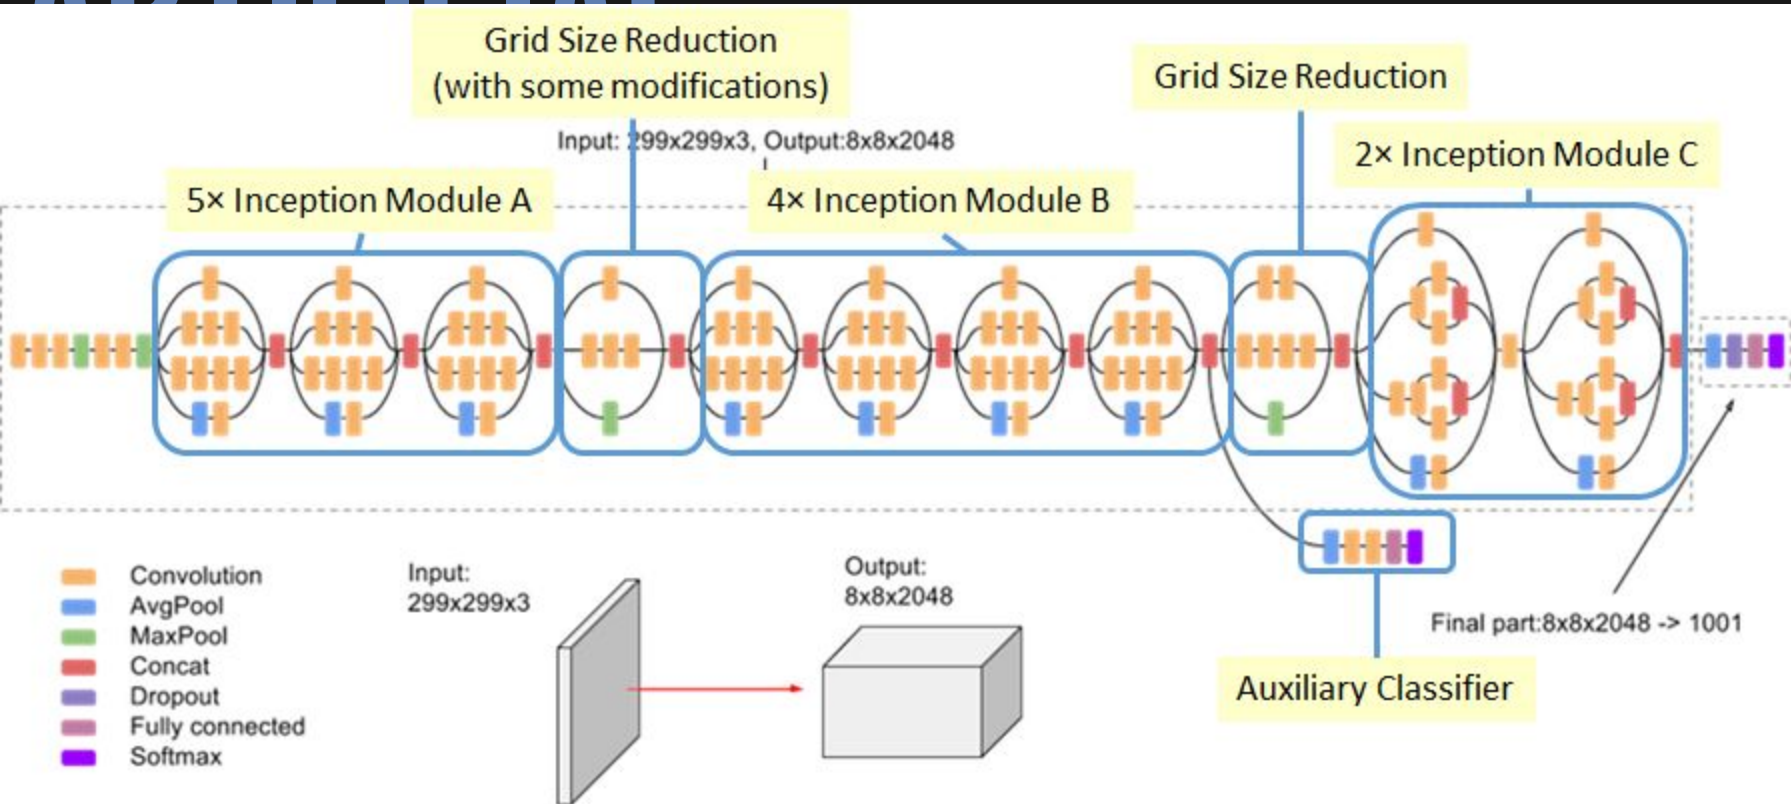 Grid Size Reduction
(with some modifications)
Grid Size Reduction
Input: 299x299x3, Output:8x8x2048
2× Inception Module C
5× Inception Module A
4× Inception Module B
Convolution
AvgPool
MaxPool
Concat
Dropout
Fully connected
Softmax
Input:
299x299x3
Output:
8x8x2048
Final part:8x8x2048 -> 1001
Auxiliary Classifier